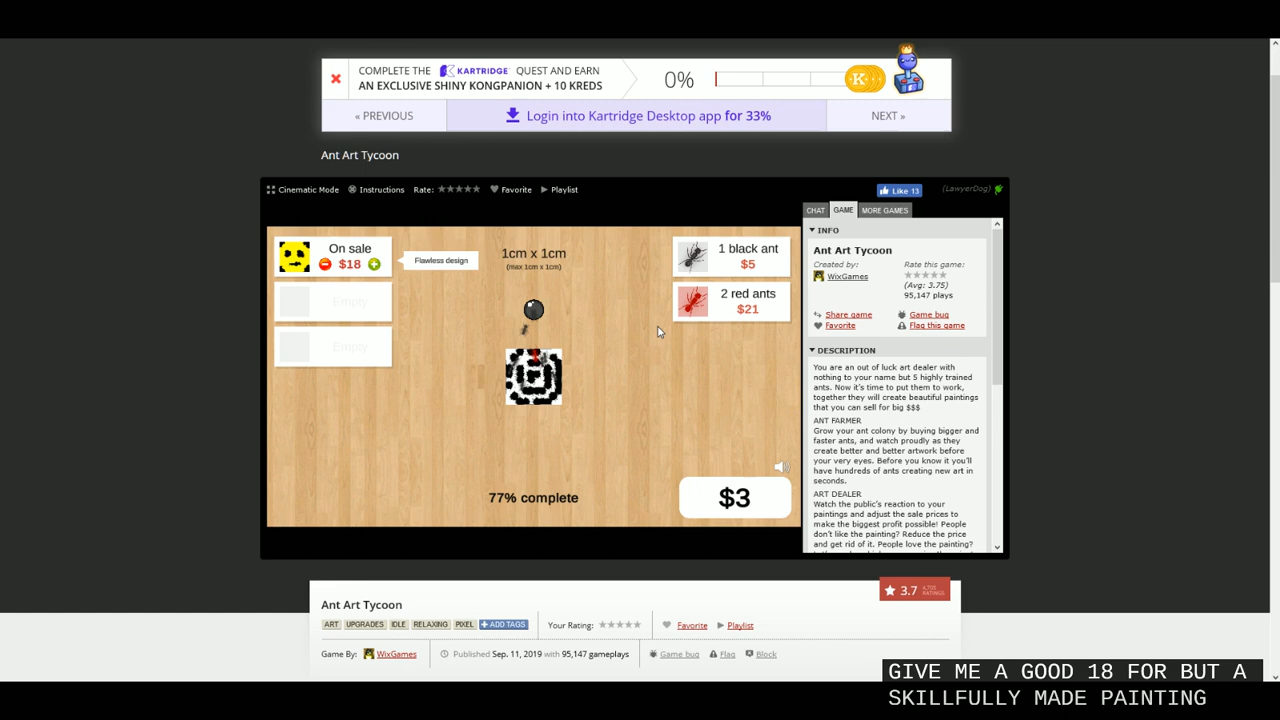 COMPLETE THE KARTRIDGE QUEST AND EARN
AN EXCLUSIVE SHINY KONGPANION + 10 KREDS
0%
K
« PREVIOUS
Login into Kartridge Desktop app for 33%
NEXT »
Ant Art Tycoon
Cinematic Mode
Instructions
Rate:
Favorite
Playlist
Like 13
(LawyerDog)
CHAT
GAME
MORE GAMES
On sale
$18
Flawless design
Empty
Empty
1cm x 1cm
(max 1cm x 1cm)
1 black ant
$5
2 red ants
$21
77% complete
$3
INFO
Ant Art Tycoon
Created by:
WixGames
Rate this game:
(Avg: 3.75)
95,147 plays
Share game
Game bug
Favorite
Flag this game
DESCRIPTION
You are an out of luck art dealer with
nothing to your name but 5 highly trained
ants. Now it's time to put them to work,
together they will create beautiful paintings
that you can sell for big $$$
ANT FARMER
Grow your ant colony by buying bigger and
faster ants, and watch proudly as they
create better and better artwork before
your very eyes. Before you know it you'll
have hundreds of ants creating new art in
seconds.
ART DEALER
Watch the public's reaction to your
paintings and adjust the sale prices to
make the biggest profit possible! People
don't like the painting? Reduce the price
and get rid of it. People love the painting?
Ant Art Tycoon
3.7
RATINGS
ART
UPGRADES
IDLE
RELAXING
PIXEL
+ ADD TAGS
Your Rating:
Favorite
Playlist
Game By:
WixGames
Published Sep. 11, 2019 with 95,147 gameplays
Game bug
Flag
Block
GIVE ME A GOOD 18 FOR BUT A
SKILLFULLY MADE PAINTING